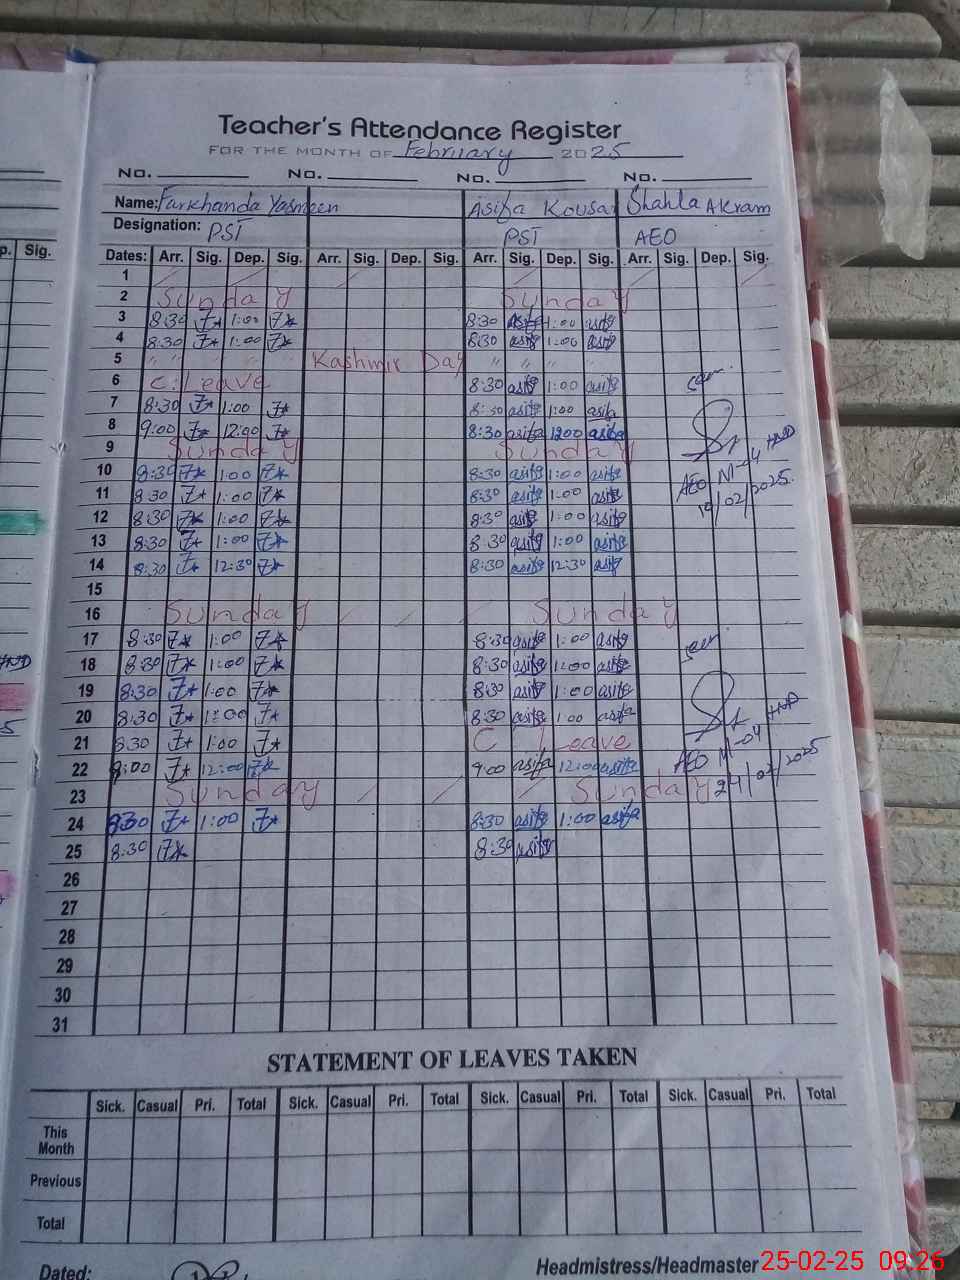 Teacher's Attendance Register
FOR THE MONTH OF February 2025
No. No. No. No.
Name: Farkhanda Yasmeen Asifa Kousar Shahla Akram
Designation: PST PST AEO
p. Sig. Dates: Arr. Sig. Dep. Sig. Arr. Sig. Dep. Sig. Arr. Sig. Dep. Sig. Arr. Sig. Dep. Sig.
1
2 Sunday Sunday
3 8:30 1:00 8:30 asifa 1:00 asifa
4 8:30 1:00 8:30 asifa 1:00 asifa
5 " " " " Kashmir Day " " " "
6 C. Leave 8:30 asifa 1:00 asifa seen.
7 8:30 1:00 8:30 asifa 1:00 asifa
8 9:00 12:00 8:30 asifa 1200 asifa
9 Sunday Sunday
10 8:30 1:00 8:30 asifa 1:00 asifa AEO M-4 HND
11 8:30 1:00 8:30 asifa 1:00 asifa /02/2025.
12 8:30 1:00 8:30 asifa 1:00 asifa
13 8:30 1:00 8:30 asifa 1:00 asifa
14 8:30 12:30 8:30 asifa 12:30 asifa
15
16 Sunday Sunday
17 8:30 1:00 8:30 asifa 1:00 asifa seen
18 8:30 1:00 8:30 asifa 1:00 asifa
19 8:30 1:00 8:30 asifa 1:00 asifa
20 8:30 1:00 8:30 asifa 1:00 asifa
21 8:30 1:00 C Leave
22 9:00 12:00 9:00 asifa 12:00 asifa AEO M-04 HND
23 Sunday Sunday 24/02/2025
24 8:30 1:00 8:30 asifa 1:00 asifa
25 8:30 8:30 asifa
26
27
28
29
30
31
STATEMENT OF LEAVES TAKEN
Sick. Casual Pri. Total Sick. Casual Pri. Total Sick. Casual Pri. Total Sick. Casual Pri. Total
This
Month
Previous
Total
Dated: Headmistress/Headmaster
25-02-25 09:26